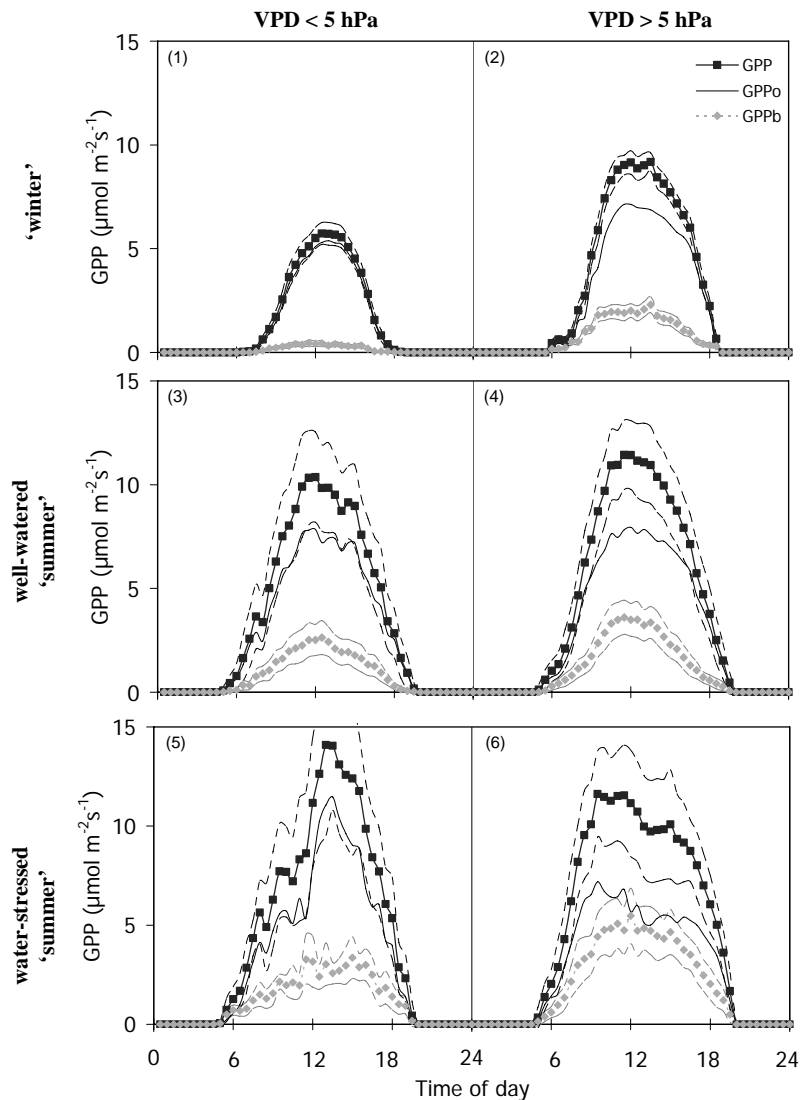 VPD < 5 hPa
VPD > 5 hPa
'winter'
GPP (µmol m-2s-1)
15
10
5
0
(1)
(2)
GPP
GPPo
GPPb
well-watered
'summer'
GPP (µmol m-2s-1)
15
10
5
0
(3)
(4)
water-stressed
'summer'
GPP (µmol m-2s-1)
15
10
5
0
(5)
(6)
0 6 12 18 24 6 12 18 24
Time of day